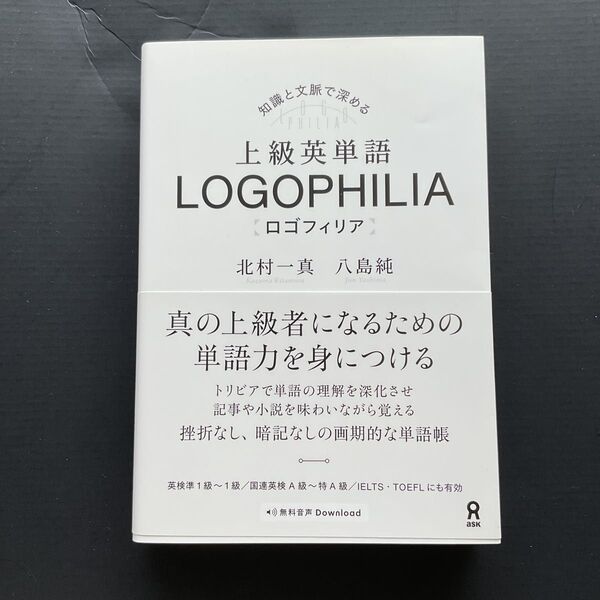 知識と文脈で深める
LOGO
PHILIA
上級英単語
LOGOPHILIA
【ロゴフィリア】
北村一真 八島純
Kazuma Kitamura Jun Yashima
真の上級者になるための
単語力を身につける
トリビアで単語の理解を深化させ
記事や小説を味わいながら覚える
挫折なし、暗記なしの画期的な単語帳
英検準1級〜1級/国連英検A級〜特A級/IELTS・TOEFLにも有効
無料音声 Download
ask